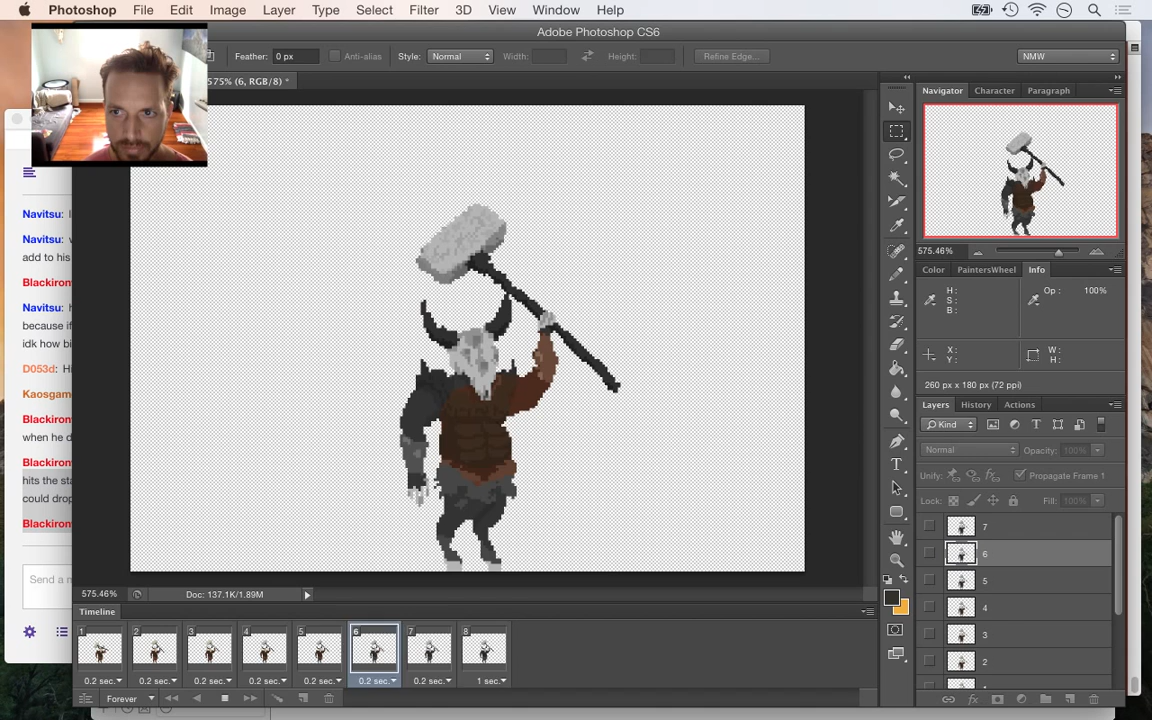 Photoshop File Edit Image Layer Type Select Filter 3D View Window Help
Adobe Photoshop CS6
Feather: 0 px Anti-alias Style: Normal Width: Height: Refine Edge... NMW
575% (6, RGB/8) *
Navigator Character Paragraph
Navitsu:
Navitsu:
add to his
Blackiron
Navitsu:
because if
idk how bi
D053d: Hi
Kaosgam
Blackiron
when he d
Blackiron
hits the sta
could drop
Blackiron
Send a m
575.46%
Color PaintersWheel Info
H:
S:
B:
Op: 100%
X:
Y:
W:
H:
260 px x 180 px (72 ppi)
Layers History Actions
Kind
Normal Opacity: 100%
Unify: Propagate Frame 1
Lock: Fill: 100%
7
6
5
4
3
2
575.46% Doc: 137.1K/1.89M
Timeline
1 2 3 4 5 6 7 8
0.2 sec. 0.2 sec. 0.2 sec. 0.2 sec. 0.2 sec. 0.2 sec. 0.2 sec. 1 sec.
Forever